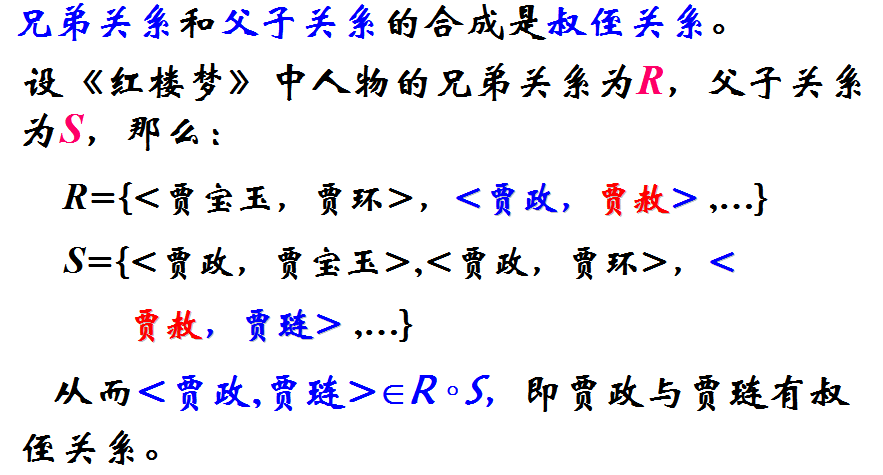 兄弟关系和父子关系的合成是叔侄关系。
设《红楼梦》中人物的兄弟关系为R，父子关系
为S，那么：
R={<贾宝玉，贾环>，<贾政，贾赦>,…}
S={<贾政，贾宝玉>,<贾政，贾环>，<
贾赦，贾琏>,…}
从而<贾政,贾琏>∈R∘S，即贾政与贾琏有叔
侄关系。